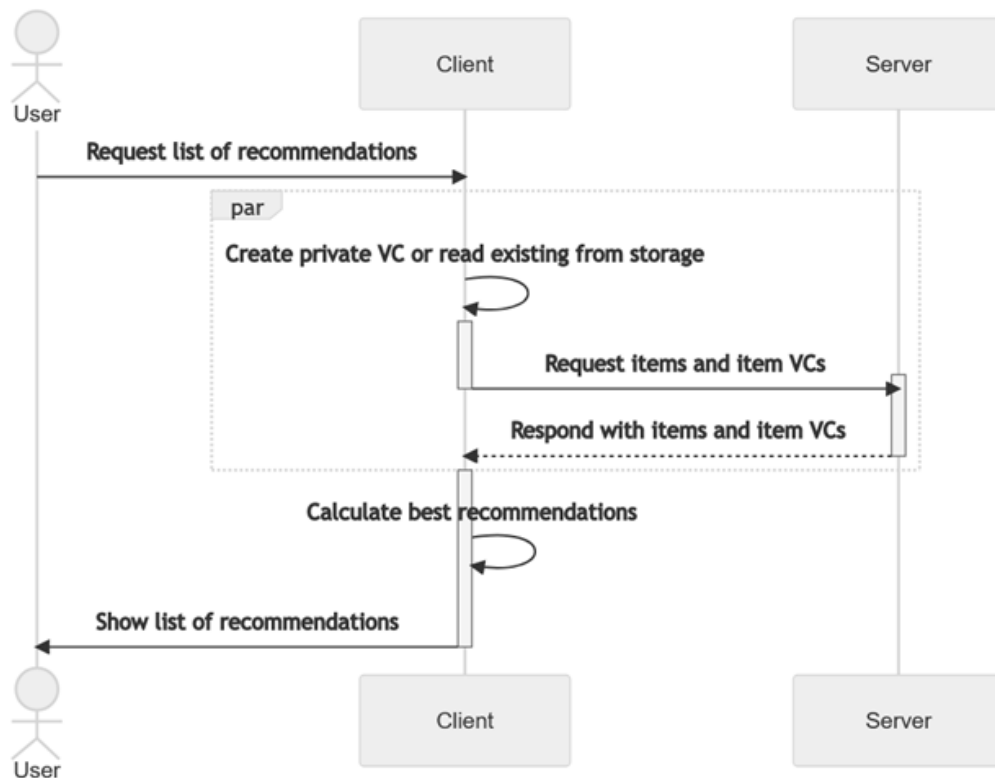 Client
Server
User
Request list of recommendations
par
Create private VC or read existing from storage
Request items and item VCs
Respond with items and item VCs
Calculate best recommendations
Show list of recommendations
Client
Server
User